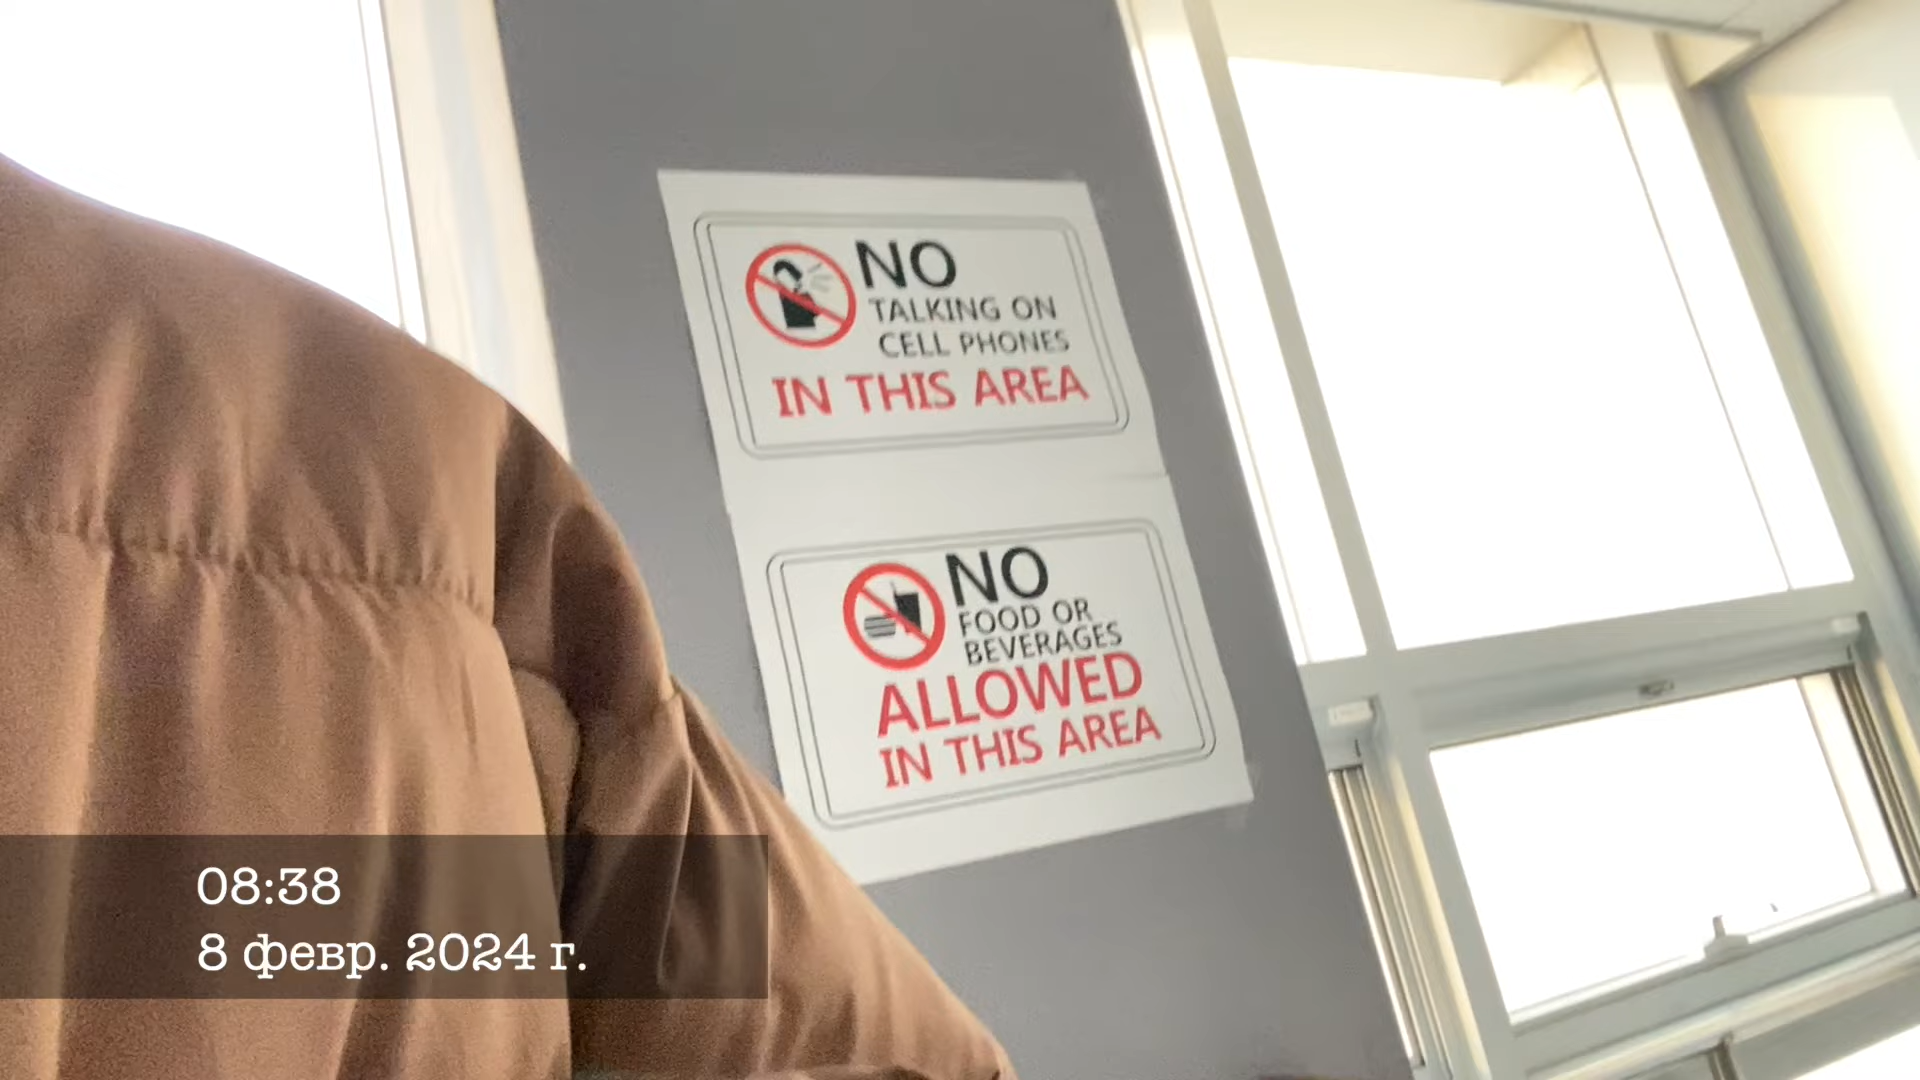 NO
TALKING ON
CELL PHONES
IN THIS AREA
NO
FOOD OR
BEVERAGES
ALLOWED
IN THIS AREA
08:38
8 февр. 2024 г.